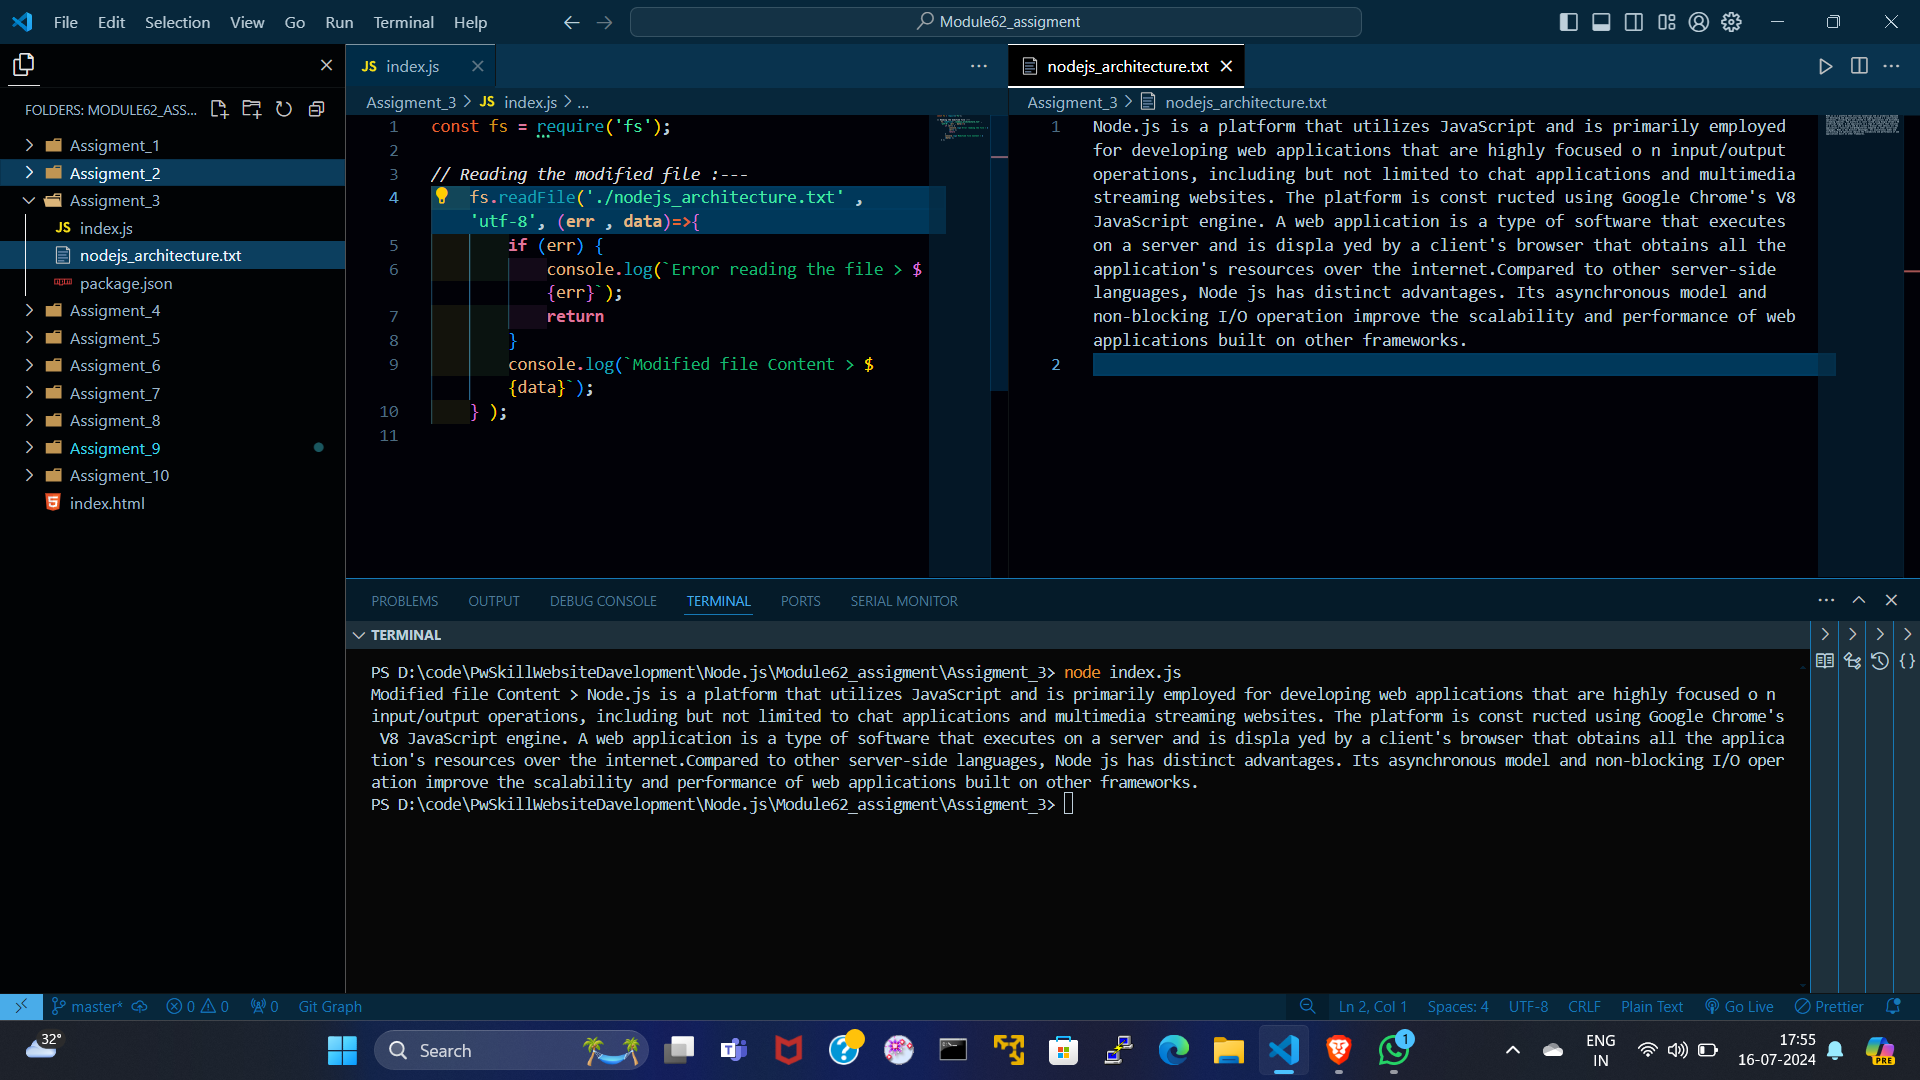 File Edit Selection View Go Run Terminal Help
Module62_assigment
FOLDERS: MODULE62_ASS...
Assigment_1
Assigment_2
Assigment_3
JS index.js
nodejs_architecture.txt
package.json
Assigment_4
Assigment_5
Assigment_6
Assigment_7
Assigment_8
Assigment_9
Assigment_10
index.html
JS index.js
Assigment_3 > JS index.js > ...
1 const fs = require('fs');
2
3 // Reading the modified file :---
4 fs.readFile('./nodejs_architecture.txt' ,
'utf-8', (err , data)=>{
5 if (err) {
6 console.log(`Error reading the file > $
{err}`);
7 return
8 }
9 console.log(`Modified file Content > $
{data}`);
10 } );
11
nodejs_architecture.txt
Assigment_3 > nodejs_architecture.txt
1 Node.js is a platform that utilizes JavaScript and is primarily employed
for developing web applications that are highly focused o n input/output
operations, including but not limited to chat applications and multimedia
streaming websites. The platform is const ructed using Google Chrome's V8
JavaScript engine. A web application is a type of software that executes
on a server and is displa yed by a client's browser that obtains all the
application's resources over the internet.Compared to other server-side
languages, Node js has distinct advantages. Its asynchronous model and
non-blocking I/O operation improve the scalability and performance of web
applications built on other frameworks.
2
PROBLEMS OUTPUT DEBUG CONSOLE TERMINAL PORTS SERIAL MONITOR
TERMINAL
PS D:\code\PwSkillWebsiteDavelopment\Node.js\Module62_assigment\Assigment_3> node index.js
Modified file Content > Node.js is a platform that utilizes JavaScript and is primarily employed for developing web applications that are highly focused o n
input/output operations, including but not limited to chat applications and multimedia streaming websites. The platform is const ructed using Google Chrome's
V8 JavaScript engine. A web application is a type of software that executes on a server and is displa yed by a client's browser that obtains all the applica
tion's resources over the internet.Compared to other server-side languages, Node js has distinct advantages. Its asynchronous model and non-blocking I/O oper
ation improve the scalability and performance of web applications built on other frameworks.
PS D:\code\PwSkillWebsiteDavelopment\Node.js\Module62_assigment\Assigment_3>
master* 0 0 0 Git Graph Ln 2, Col 1 Spaces: 4 UTF-8 CRLF Plain Text Go Live Prettier
32° Search 1 ENG 17:55
IN 16-07-2024 PRE